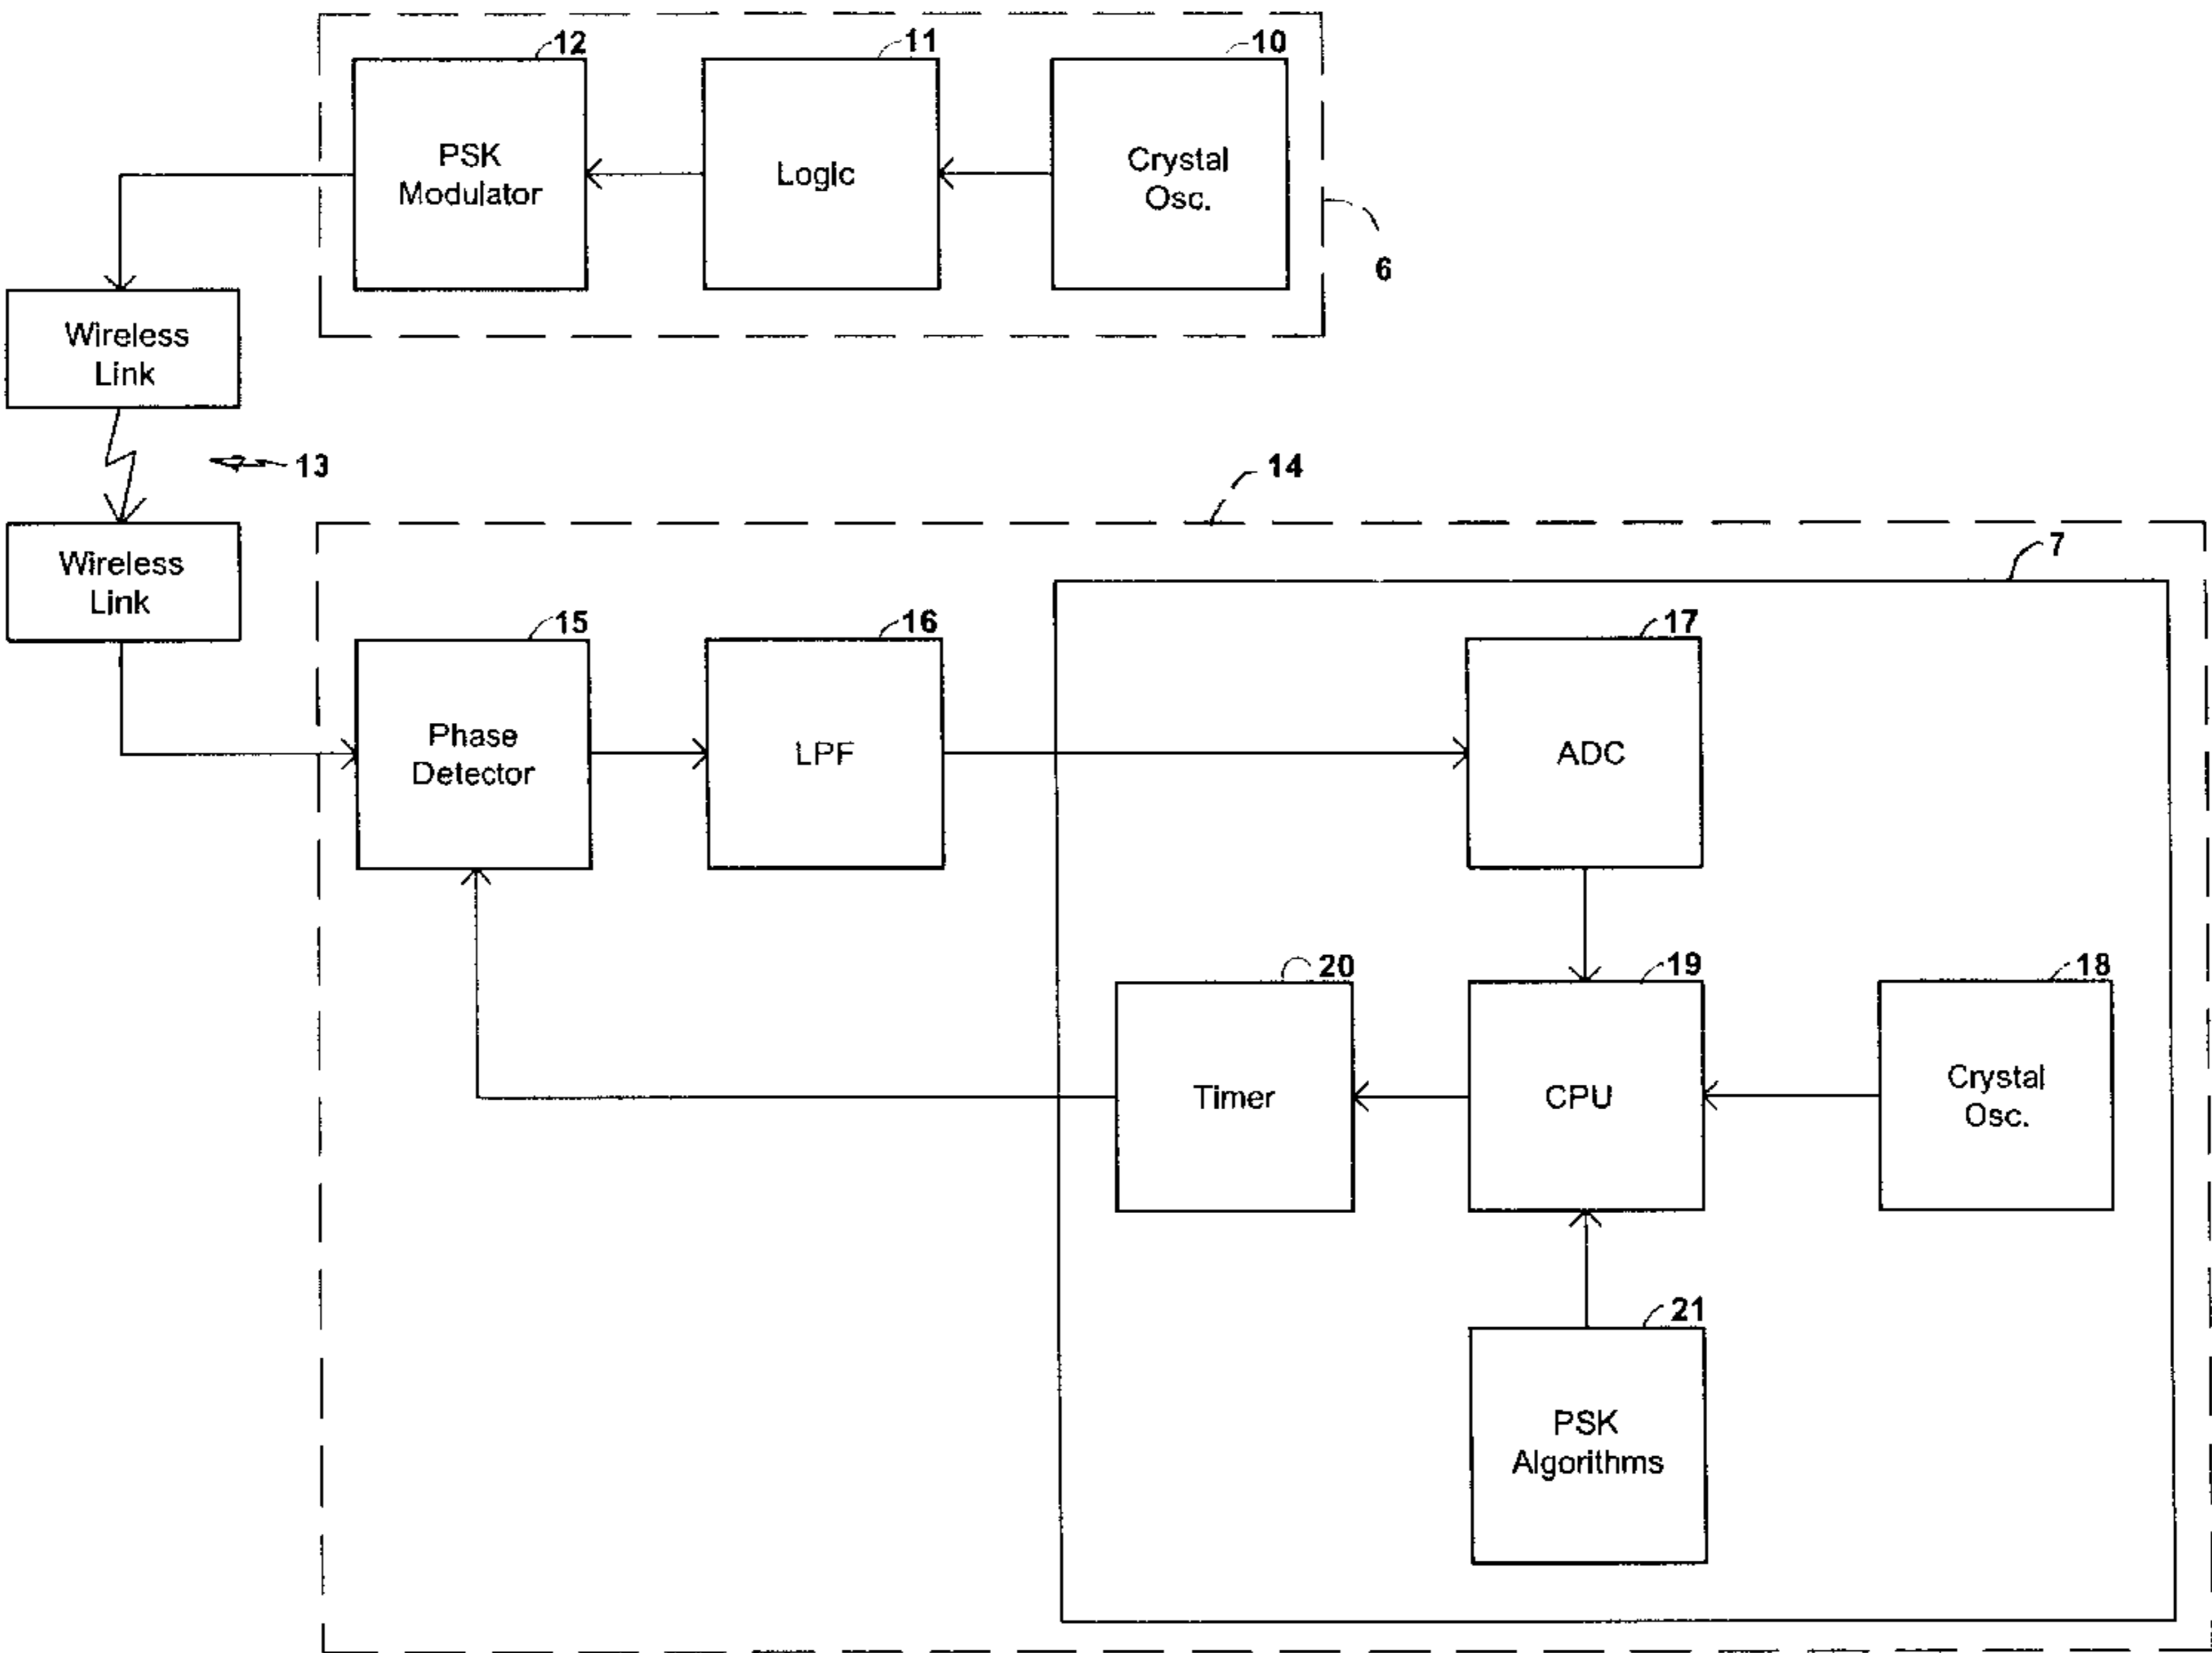 12
11
10
PSK
Modulator
Logic
Crystal
Osc.
6
Wireless
Link
13
14
Wireless
Link
7
15
16
17
Phase
Detector
LPF
ADC
20
19
18
Timer
CPU
Crystal
Osc.
21
PSK
Algorithms